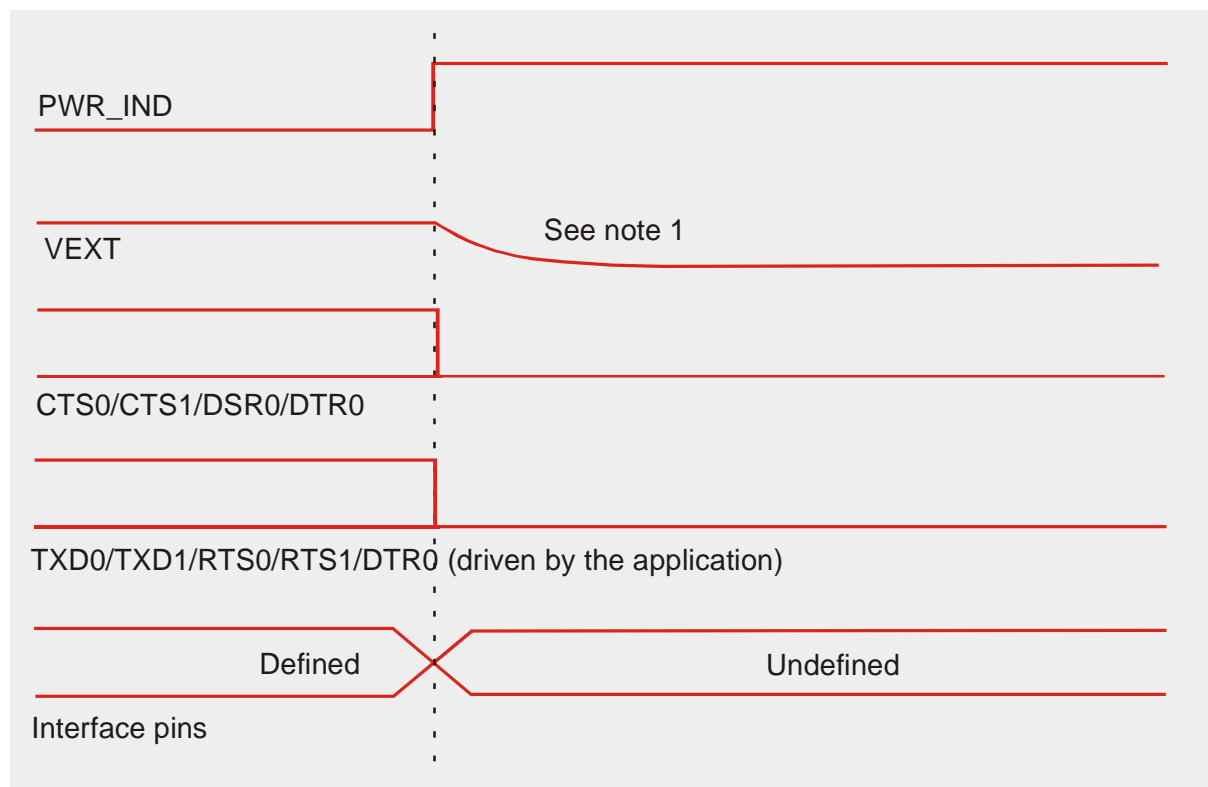 PWR_IND
See note 1
VEXT
CTS0/CTS1/DSR0/DTR0
TXD0/TXD1/RTS0/RTS1/DTR0 (driven by the application)
Defined
Undefined
Interface pins